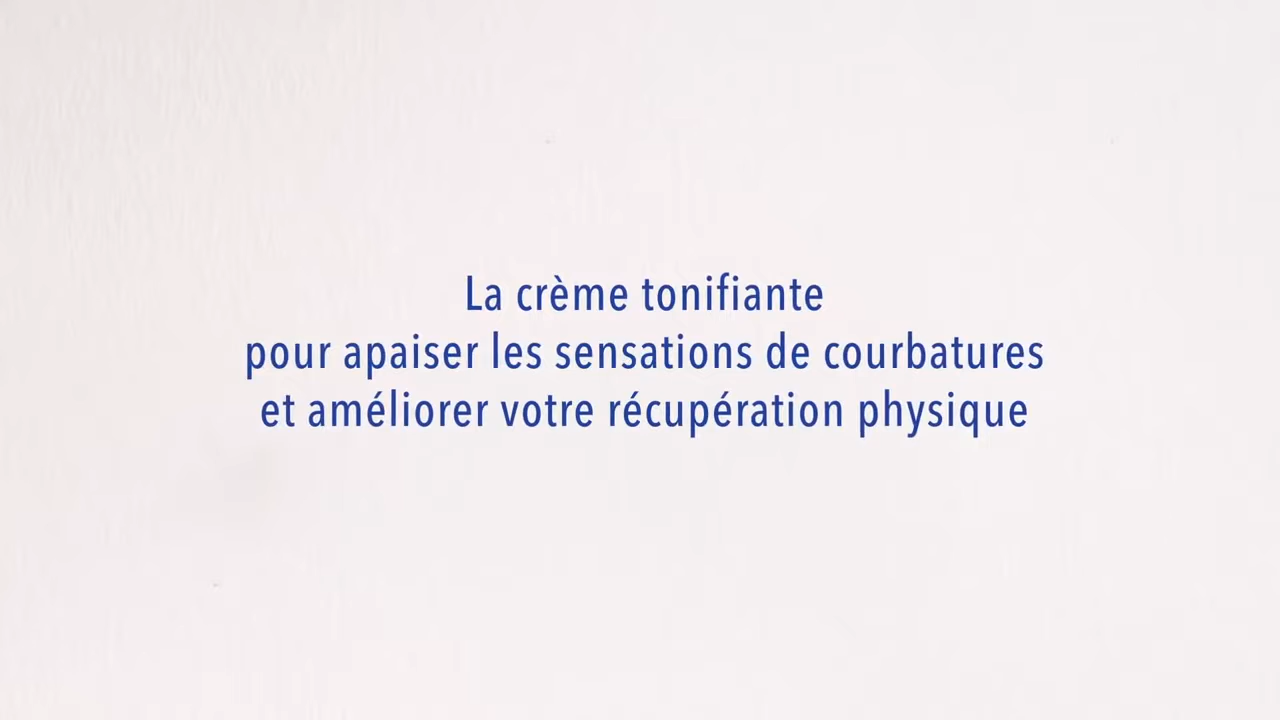 La crème tonifiante
pour apaiser les sensations de courbatures
et améliorer votre récupération physique